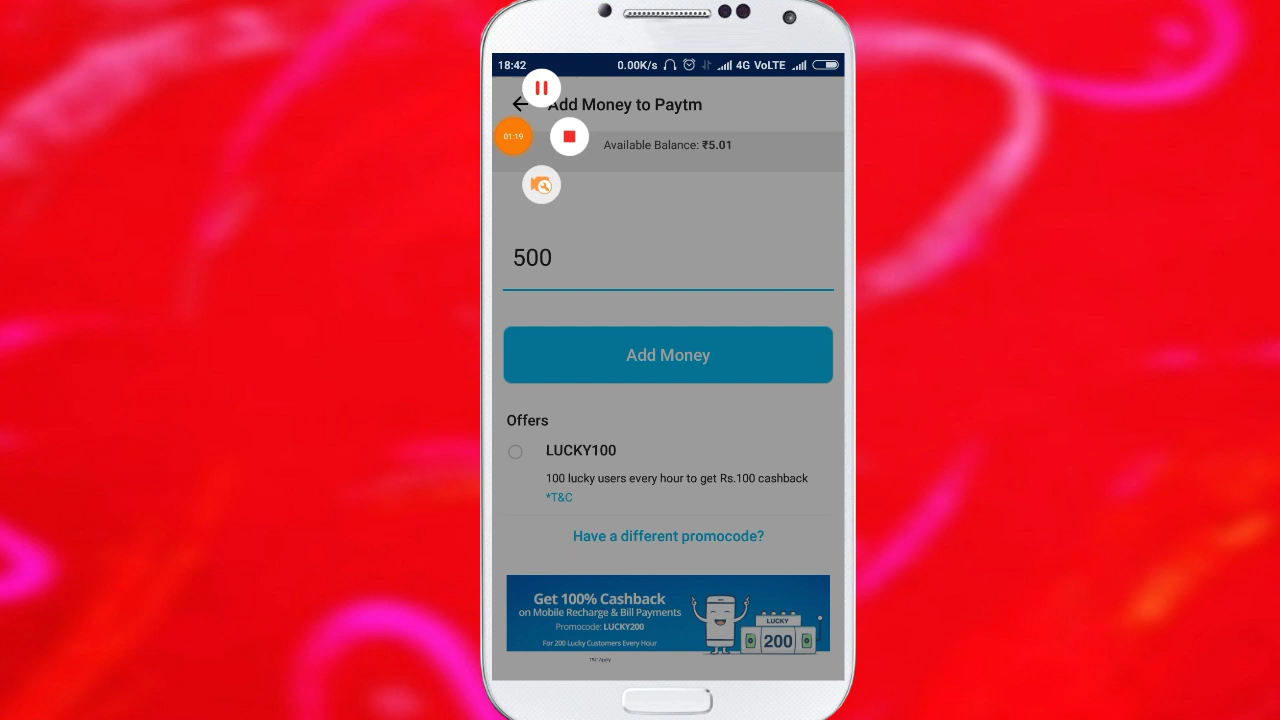 18:42 0.00K/s 4G VoLTE
Add Money to Paytm
01:19
Available Balance: ₹5.01
500
Add Money
Offers
LUCKY100
100 lucky users every hour to get Rs.100 cashback
*T&C
Have a different promocode?
Get 100% Cashback
on Mobile Recharge & Bill Payments
Promocode: LUCKY200
For 200 Lucky Customers Every Hour
LUCKY
200